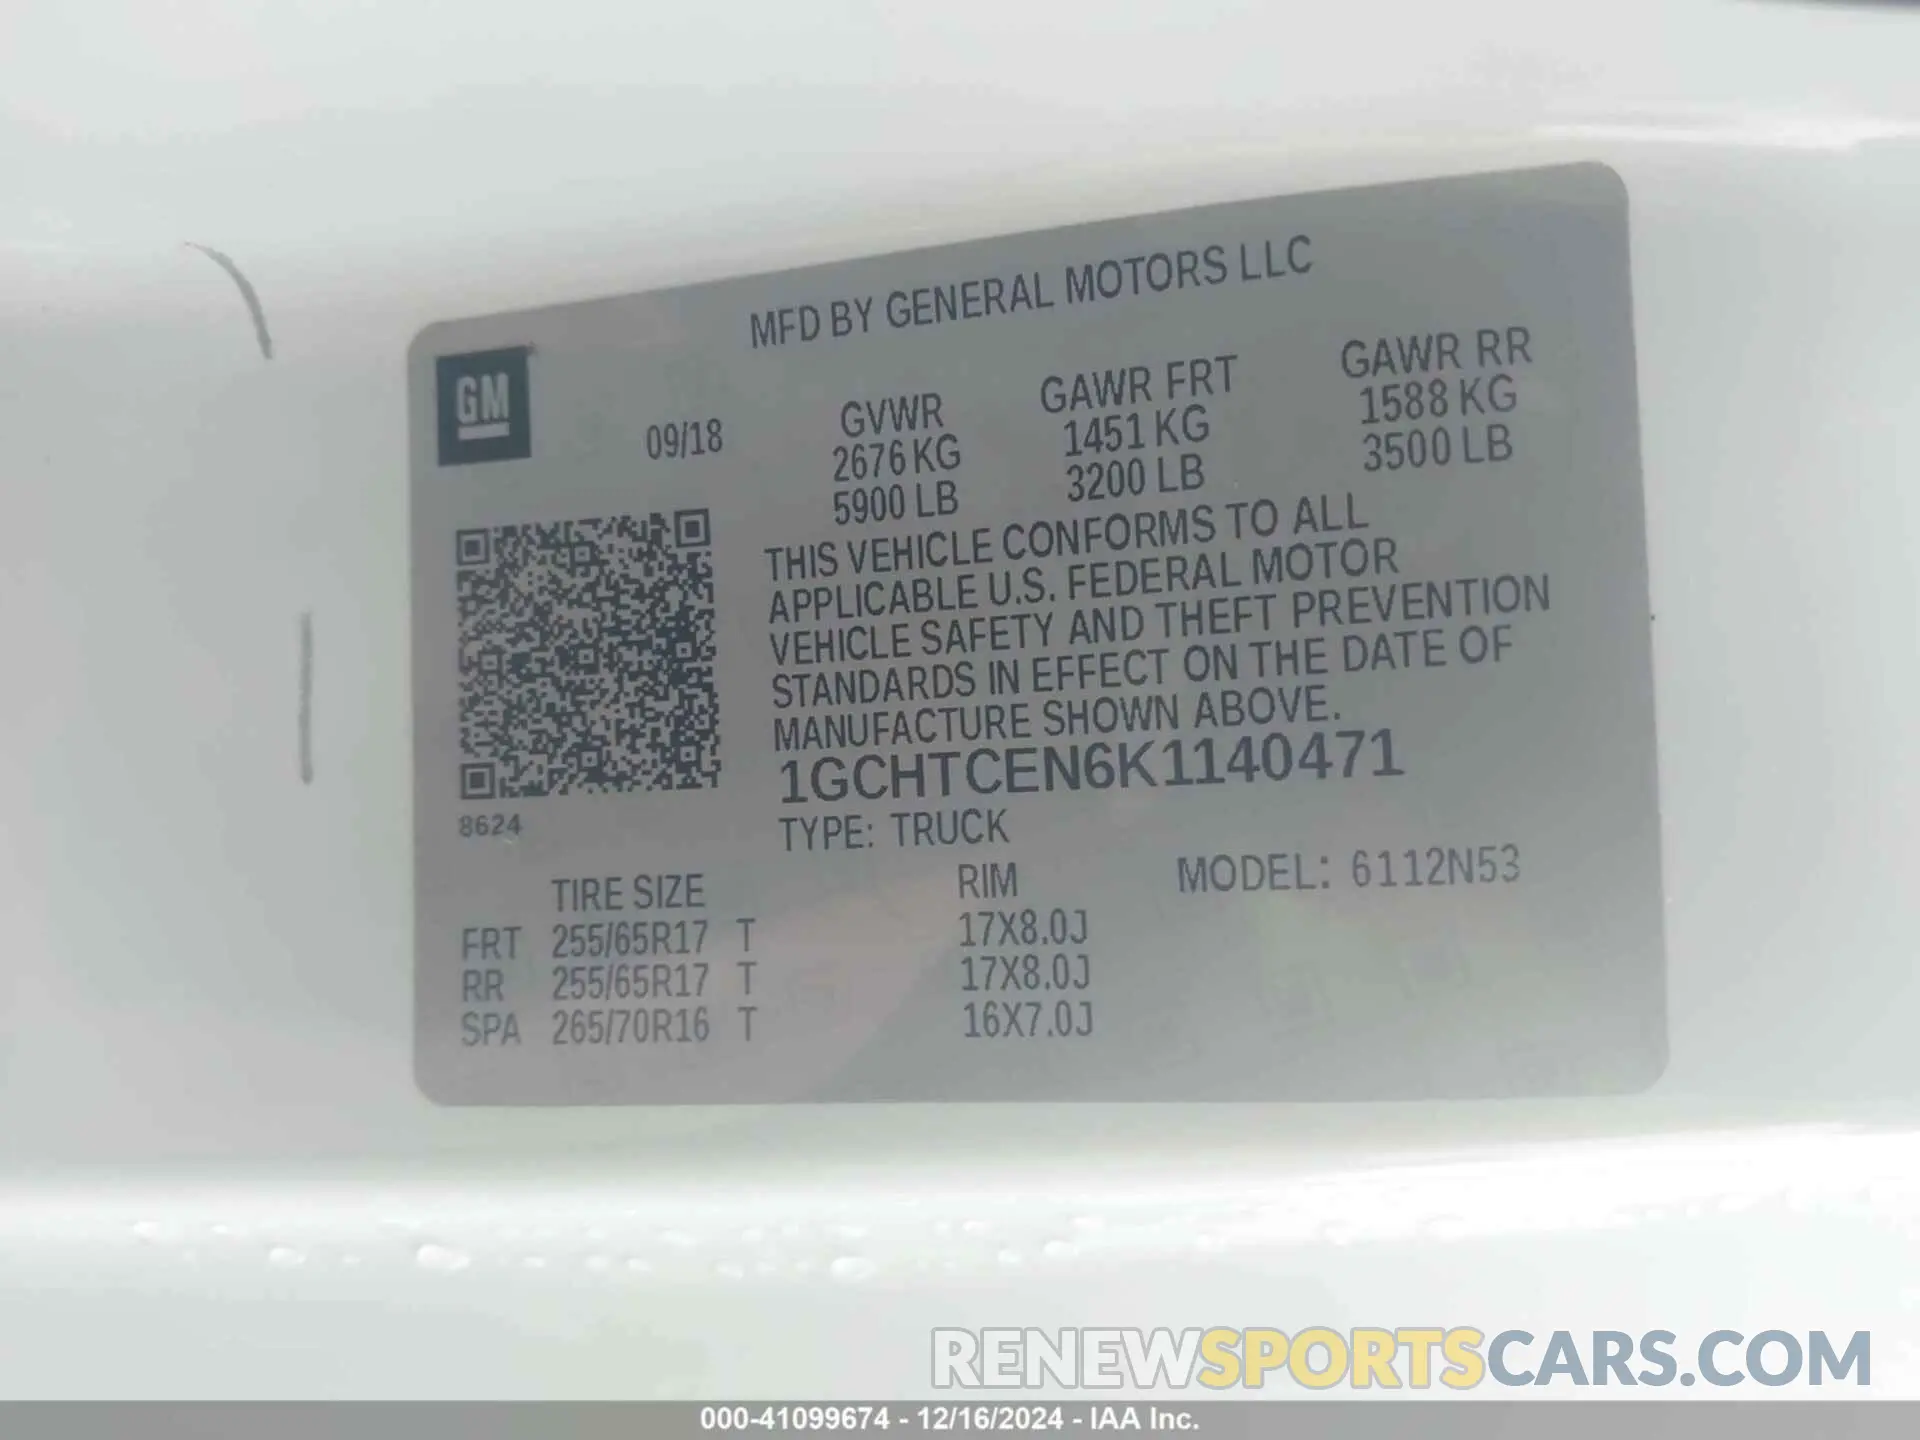 MFD BY GENERAL MOTORS LLC
GM
09/18
GVWR
2676 KG
5900 LB
GAWR FRT
1451 KG
3200 LB
GAWR RR
1588 KG
3500 LB
THIS VEHICLE CONFORMS TO ALL
APPLICABLE U.S. FEDERAL MOTOR
VEHICLE SAFETY AND THEFT PREVENTION
STANDARDS IN EFFECT ON THE DATE OF
MANUFACTURE SHOWN ABOVE.
1GCHTCEN6K1140471
8624
TYPE: TRUCK
MODEL: 6112N53
TIRE SIZE RIM
FRT 255/65R17 T 17X8.0J
RR 255/65R17 T 17X8.0J
SPA 265/70R16 T 16X7.0J
RENEWSPORTSCARS.COM
000-41099674 - 12/16/2024 - IAA Inc.